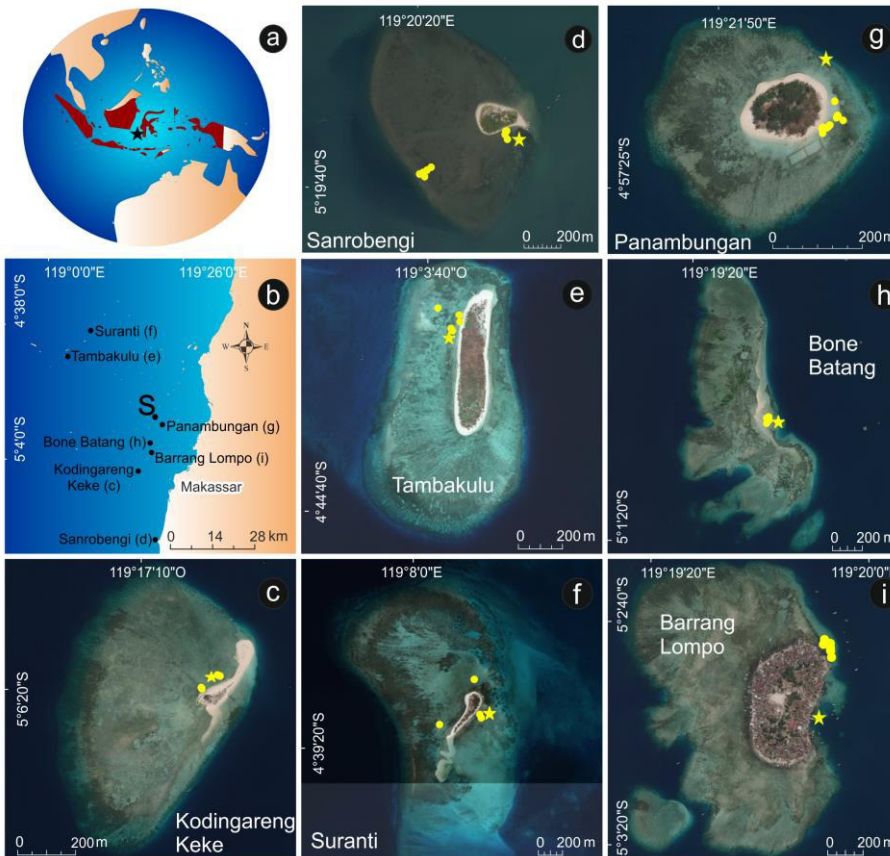 a
119°0'0"E
119°26'0"E
b
4°38'0"S
Suranti (f)
N
W
E
S
Tambakulu (e)
S
Panambungan (g)
Bone Batang (h)
5°4'0"S
Barrang Lompo (i)
Kodingareng
Keke (c)
Makassar
Sanrobengi (d)
0
14
28 km
119°17'10"O
c
5°6'20"S
Kodingareng
Keke
0
200 m
119°20'20"E
d
5°19'40"S
Sanrobengi
0
200m
119°3'40"O
e
Tambakulu
4°44'40"S
0
200 m
119°8'0"E
f
4°39'20"S
Suranti
0
200 m
119°21'50"E
g
4°57'25"S
Panambungan
0
200m
119°19'20"E
h
Bone
Batang
5°1'20"S
0
200 m
119°19'20"E
119°20'0"E
i
5°2'40"S
Barrang
Lompo
5°3'20"S
0
200 m